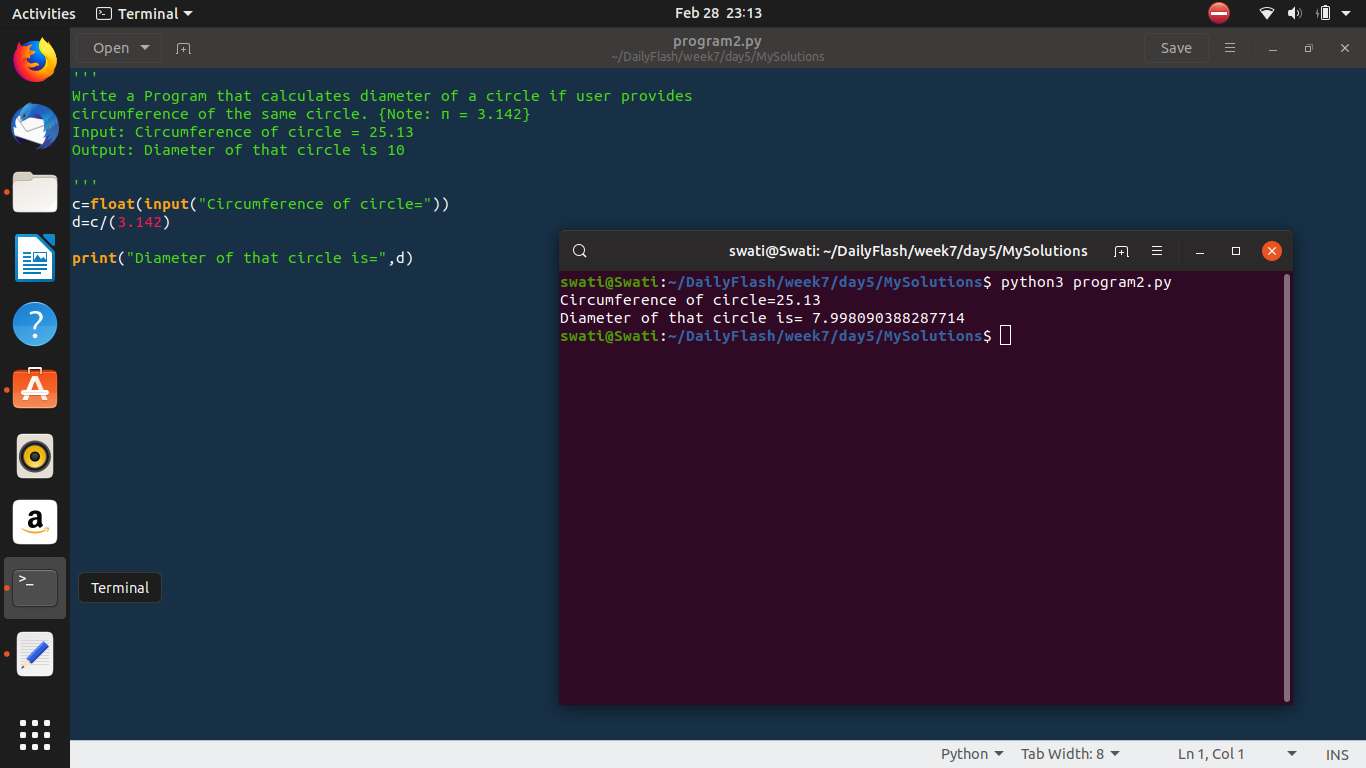 Activities
Terminal
Feb 28 23:13
Open
program2.py
~/DailyFlash/week7/day5/MySolutions
Save
'''
Write a Program that calculates diameter of a circle if user provides
circumference of the same circle. {Note: π = 3.142}
Input: Circumference of circle = 25.13
Output: Diameter of that circle is 10
'''
c=float(input("Circumference of circle="))
d=c/(3.142)
print("Diameter of that circle is=",d)
swati@Swati: ~/DailyFlash/week7/day5/MySolutions
swati@Swati:~/DailyFlash/week7/day5/MySolutions$ python3 program2.py
Circumference of circle=25.13
Diameter of that circle is= 7.998090388287714
swati@Swati:~/DailyFlash/week7/day5/MySolutions$
a
>_
Terminal
Python
Tab Width: 8
Ln 1, Col 1
INS